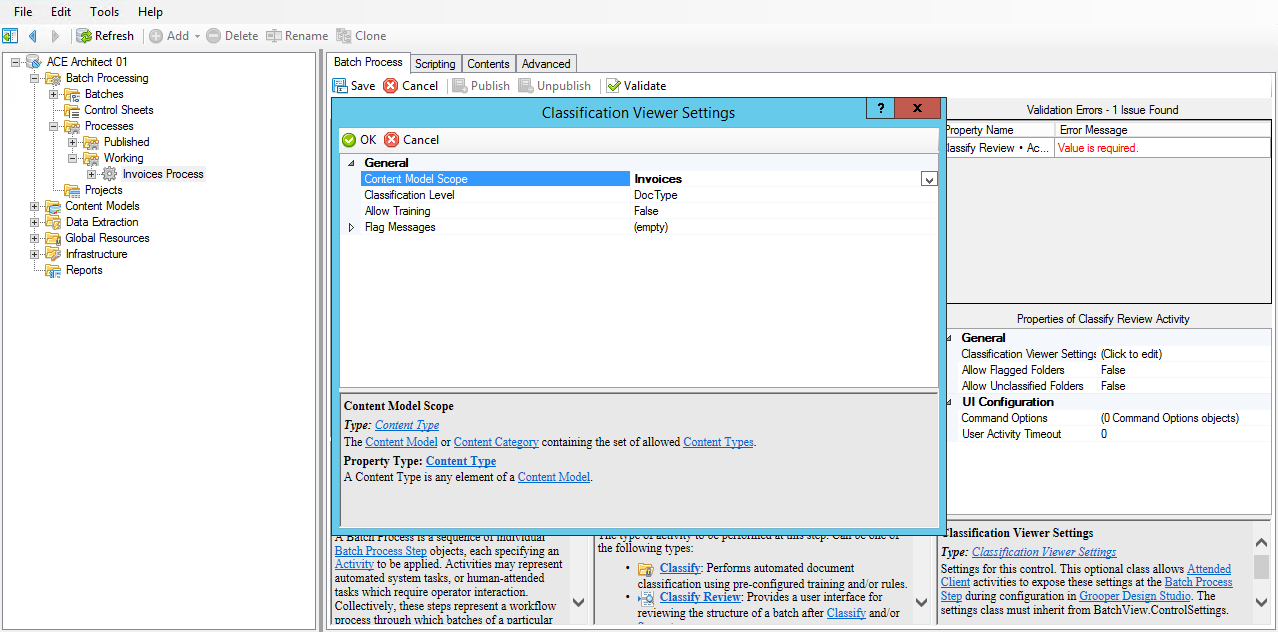 File Edit Tools Help
Refresh Add Delete Rename Clone
ACE Architect 01
Batch Processing
Batches
Control Sheets
Processes
Published
Working
Invoices Process
Projects
Content Models
Data Extraction
Global Resources
Infrastructure
Reports
Batch Process Scripting Contents Advanced
Save Cancel Publish Unpublish Validate
Classification Viewer Settings ? x
OK Cancel
General
Content Model Scope Invoices
Classification Level DocType
Allow Training False
Flag Messages (empty)
Content Model Scope
Type: Content Type
The Content Model or Content Category containing the set of allowed Content Types.
Property Type: Content Type
A Content Type is any element of a Content Model.
Validation Errors - 1 Issue Found
Property Name Error Message
lassify Review • Ac... Value is required.
Properties of Classify Review Activity
General
Classification Viewer Settings (Click to edit)
Allow Flagged Folders False
Allow Unclassified Folders False
UI Configuration
Command Options (0 Command Options objects)
User Activity Timeout 0
A Batch Process is a sequence of individual
Batch Process Step objects, each specifying an
Activity to be applied. Activities may represent
automated system tasks, or human-attended
tasks which require operator interaction.
Collectively, these steps represent a workflow
process through which batches of a particular
The type of activity to be performed at this step. Can be one of
the following types:
• Classify: Performs automated document
classification using pre-configured training and/or rules.
• Classify Review: Provides a user interface for
reviewing the structure of a batch after Classify and/or
Classification Viewer Settings
Type: Classification Viewer Settings
Settings for this control. This optional class allows Attended
Client activities to expose these settings at the Batch Process
Step during configuration in Grooper Design Studio. The
settings class must inherit from BatchView.ControlSettings.